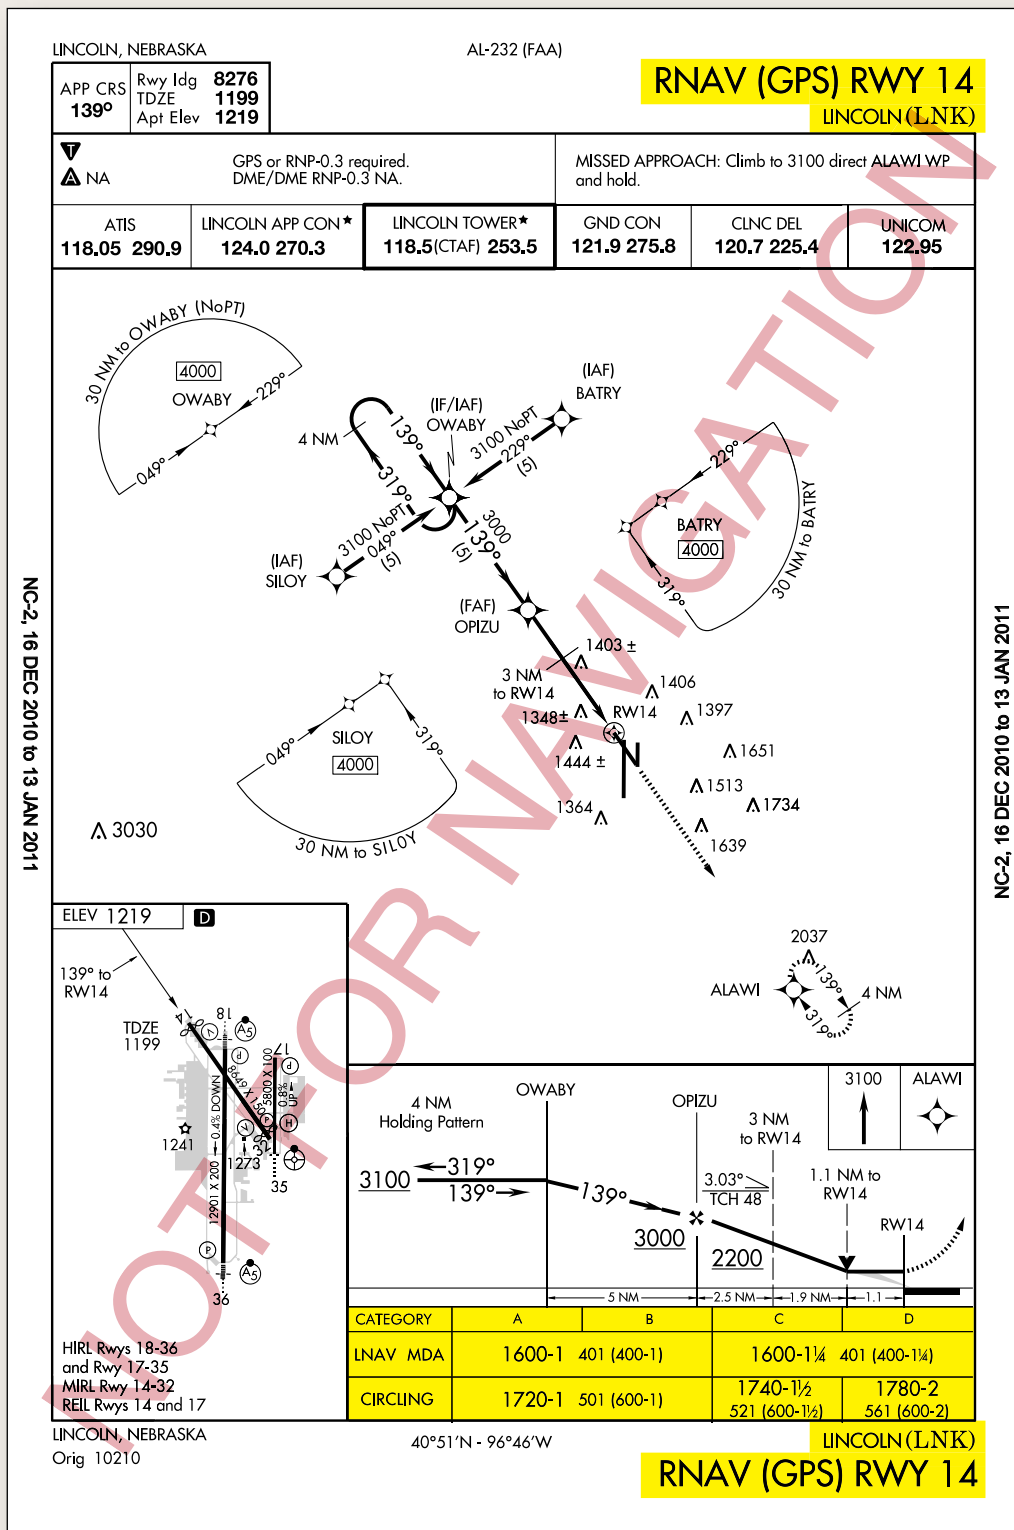 LINCOLN, NEBRASKA
AL-232 (FAA)
RNAV (GPS) RWY 14
LINCOLN (LNK)
APP CRS
139°
Rwy ldg 8276
TDZE 1199
Apt Elev 1219
T
A NA
GPS or RNP-0.3 required.
DME/DME RNP-0.3 NA.
MISSED APPROACH: Climb to 3100 direct ALAWI WP
and hold.
ATIS
118.05 290.9
LINCOLN APP CON★
124.0 270.3
LINCOLN TOWER★
118.5(CTAF) 253.5
GND CON
121.9 275.8
CLNC DEL
120.7 225.4
UNICOM
122.95
NOT FOR NAVIGATION
30 NM to OWABY (NoPT)
4000
OWABY
229°
049°
(IAF)
BATRY
(IF/IAF)
OWABY
4 NM
139°
319°
3100 NoPT
229°
(5)
3100 NoPT
049°
(5)
(IAF)
SILOY
3000
139°
(5)
229°
BATRY
4000
319°
30 NM to BATRY
(FAF)
OPIZU
1403 ±
3 NM
to RW14
1406
1348±
RW14
1397
1444 ±
1651
1513
1364
1734
1639
049°
SILOY
4000
319°
30 NM to SILOY
3030
NC-2, 16 DEC 2010 to 13 JAN 2011
NC-2, 16 DEC 2010 to 13 JAN 2011
2037
ALAWI
139°
319°
4 NM
ELEV 1219
D
139° to
RW14
TDZE
1199
14
18
A5
V
P
17
P
8649 X 150
5800 X 100
0.8%
UP
0.4% DOWN
12901 X 200
1241
V
P
H
1273
32
35
P
A5
36
HIRL Rwys 18-36
and Rwy 17-35
MIRL Rwy 14-32
REIL Rwys 14 and 17
4 NM
Holding Pattern
OWABY
OPIZU
3 NM
to RW14
3100
ALAWI
3100
319°
139°
139°
3.03°
TCH 48
1.1 NM to
RW14
RW14
3000
2200
5 NM
2.5 NM
1.9 NM
1.1
CATEGORY A B C D
LNAV MDA 1600-1 401 (400-1) 1600-1¼ 401 (400-1¼)
CIRCLING 1720-1 501 (600-1) 1740-1½ 521 (600-1½) 1780-2 561 (600-2)
LINCOLN, NEBRASKA
Orig 10210
40°51'N - 96°46'W
LINCOLN (LNK)
RNAV (GPS) RWY 14